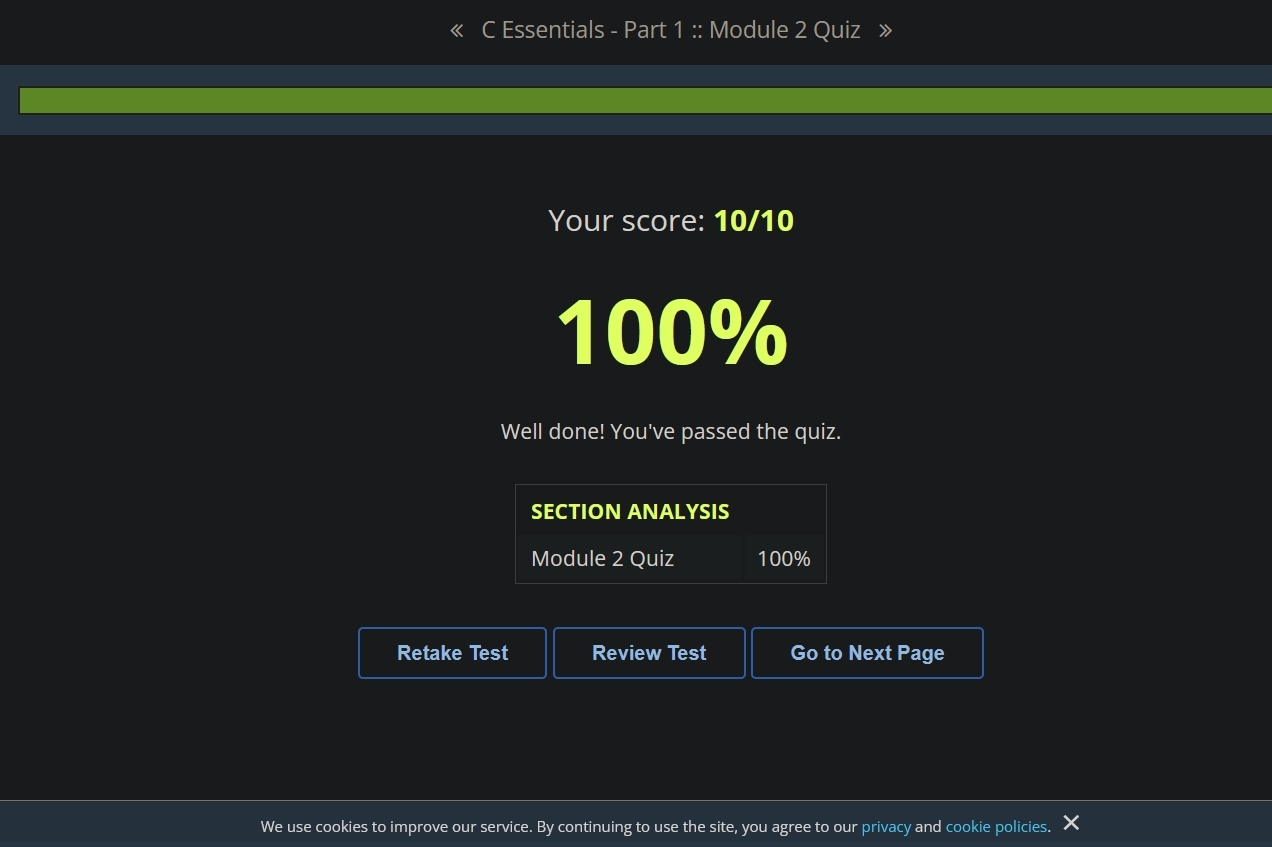 « C Essentials - Part 1 :: Module 2 Quiz »
Your score: 10/10
100%
Well done! You've passed the quiz.
SECTION ANALYSIS
Module 2 Quiz 100%
Retake Test Review Test Go to Next Page
We use cookies to improve our service. By continuing to use the site, you agree to our privacy and cookie policies. ✕